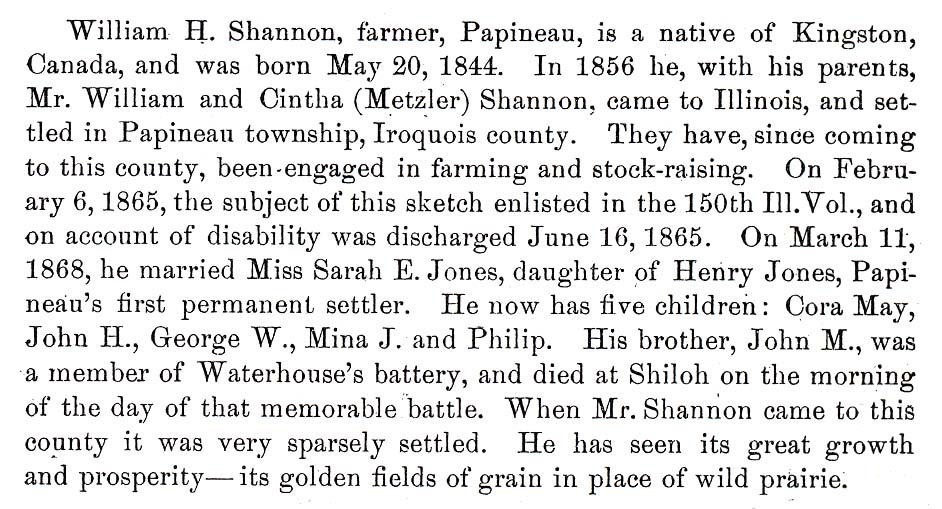 William H. Shannon, farmer, Papineau, is a native of Kingston,
Canada, and was born May 20, 1844. In 1856 he, with his parents,
Mr. William and Cintha (Metzler) Shannon, came to Illinois, and set-
tled in Papineau township, Iroquois county. They have, since coming
to this county, been engaged in farming and stock-raising. On Febru-
ary 6, 1865, the subject of this sketch enlisted in the 150th Ill. Vol., and
on account of disability was discharged June 16, 1865. On March 11,
1868, he married Miss Sarah E. Jones, daughter of Henry Jones, Papi-
neau's first permanent settler. He now has five children: Cora May,
John H., George W., Mina J. and Philip. His brother, John M., was
a member of Waterhouse's battery, and died at Shiloh on the morning
of the day of that memorable battle. When Mr. Shannon came to this
county it was very sparsely settled. He has seen its great growth
and prosperity—its golden fields of grain in place of wild prairie.